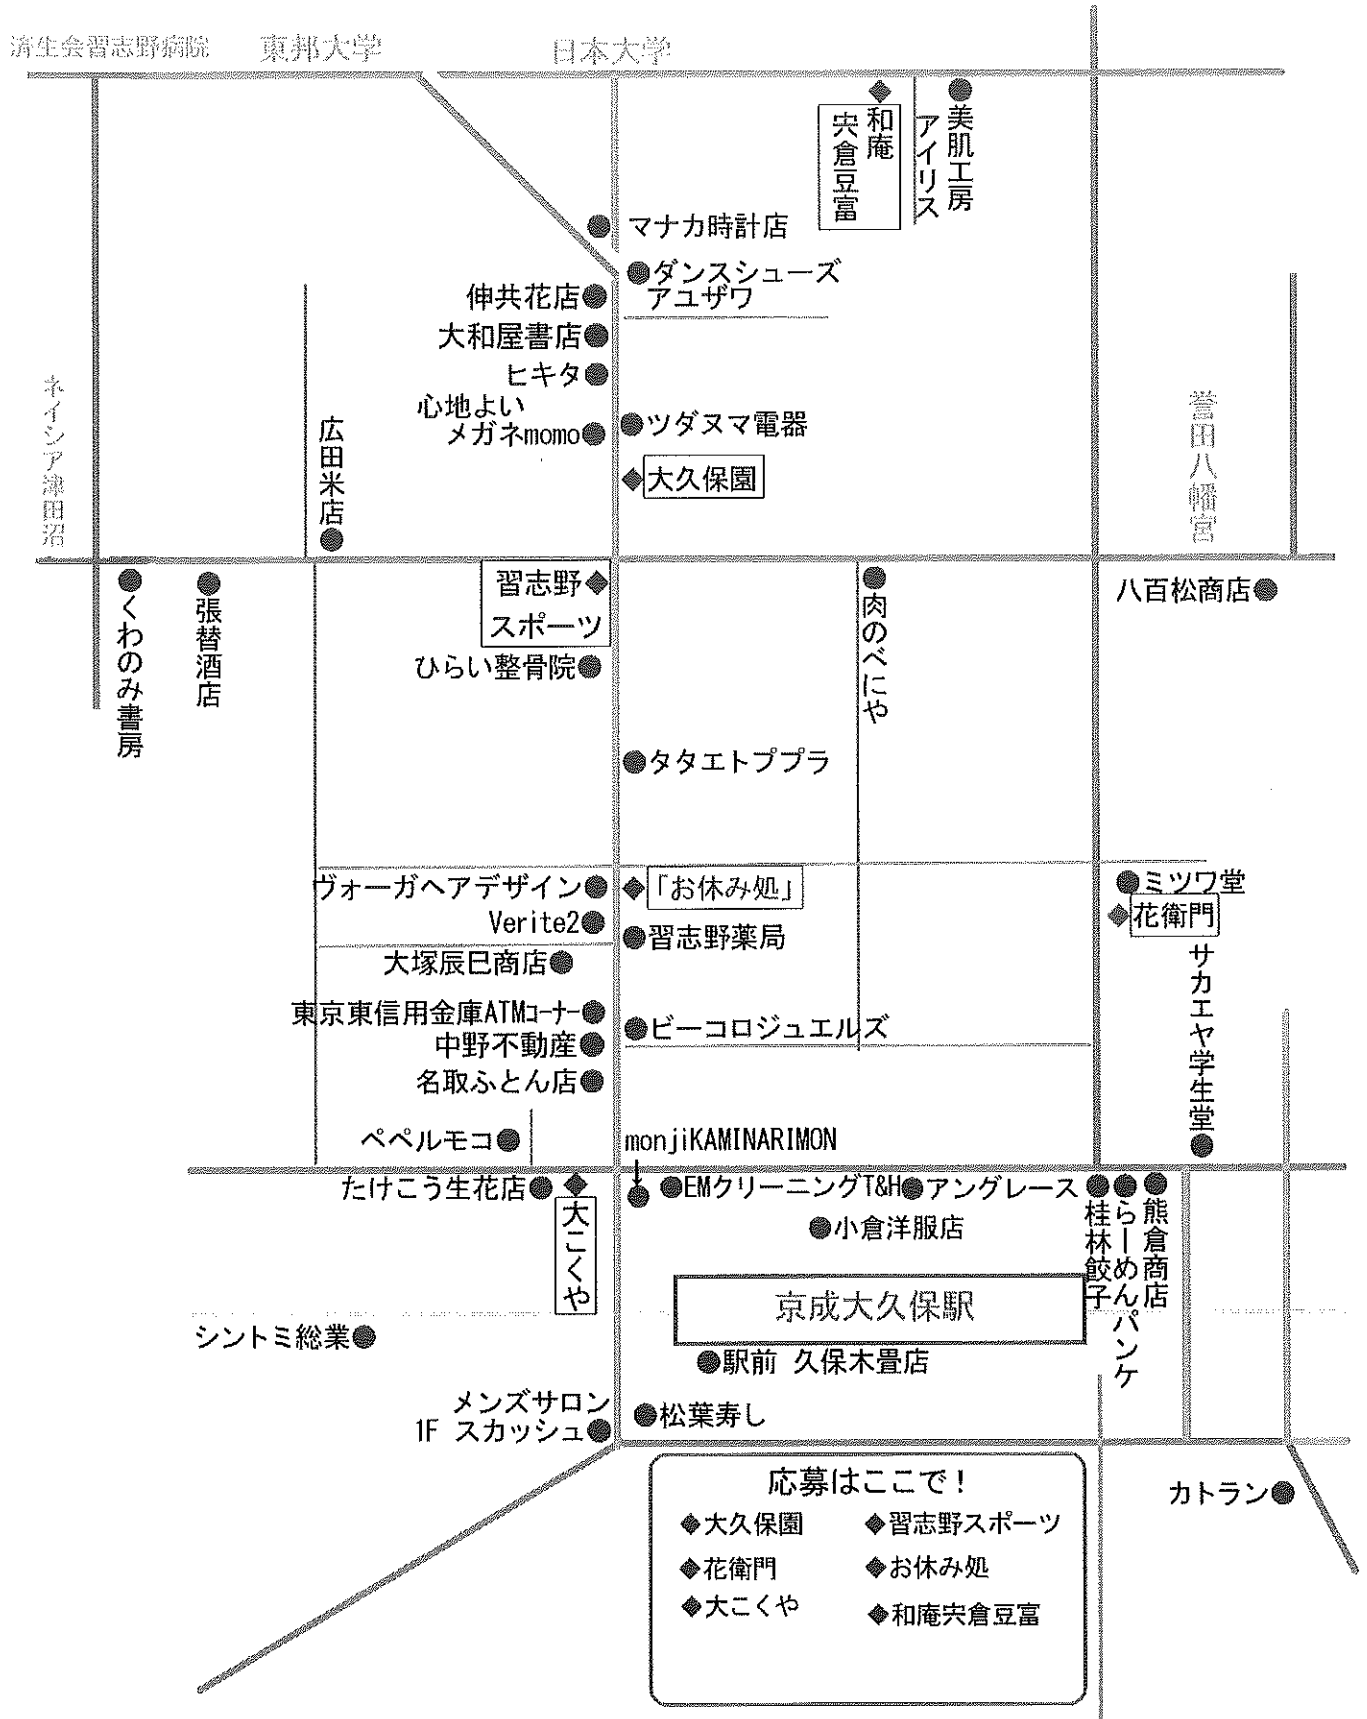 済生会習志野病院
東邦大学
日本大学
和庵
宍倉豆富
アイリス
美肌工房
マナカ時計店
ダンスシューズ
アユザワ
伸共花店
大和屋書店
ヒキタ
心地よい
メガネmomo
ツダヌマ電器
大久保園
ネイシア津田沼
広田米店
誉田八幡宮
くわのみ書房
張替酒店
習志野
スポーツ
ひらい整骨院
肉のべにや
八百松商店
タタエトププラ
ヴォーガヘアデザイン
「お休み処」
ミツワ堂
花衛門
Verite2
習志野薬局
大塚辰巳商店
サカエヤ学生堂
東京東信用金庫ATMコーナー
ビーコロジュエルズ
中野不動産
名取ふとん店
ペペルモコ
monjiKAMINARIMON
たけこう生花店
大こくや
EMクリーニングT&H
アングレース
桂林餃子
らーめんパンケ
熊倉商店
小倉洋服店
京成大久保駅
シントミ総業
駅前 久保木畳店
メンズサロン
1F スカッシュ
松葉寿し
カトラン
応募はここで!
◆大久保園 ◆習志野スポーツ
◆花衛門 ◆お休み処
◆大こくや ◆和庵宍倉豆富